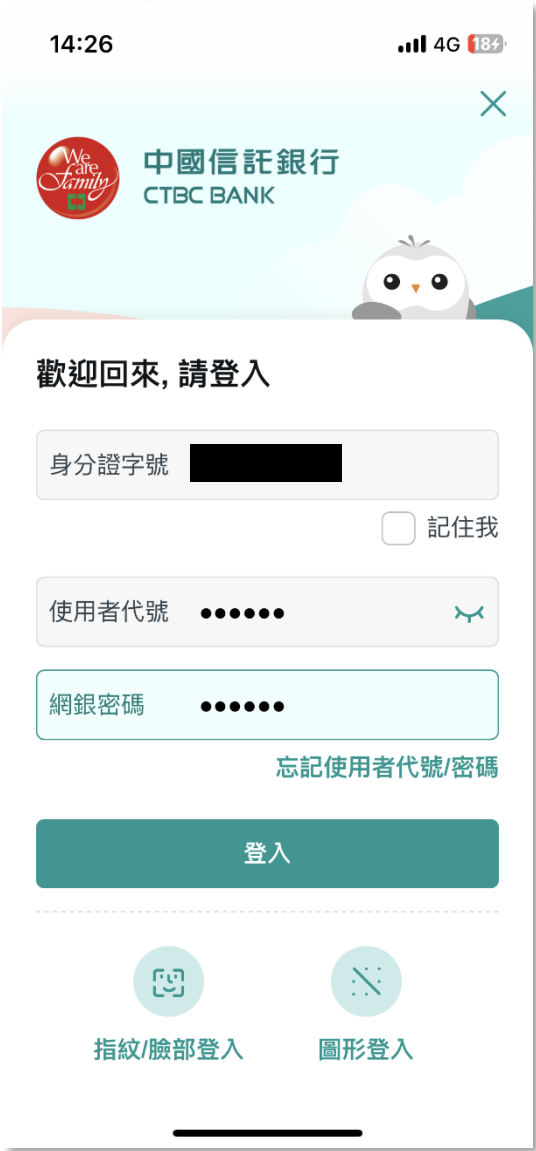 14:26
4G 18
We are Family
中國信託銀行
CTBC BANK
歡迎回來, 請登入
身分證字號
記住我
使用者代號 ●●●●●●
網銀密碼 ●●●●●●
忘記使用者代號/密碼
登入
指紋/臉部登入
圖形登入